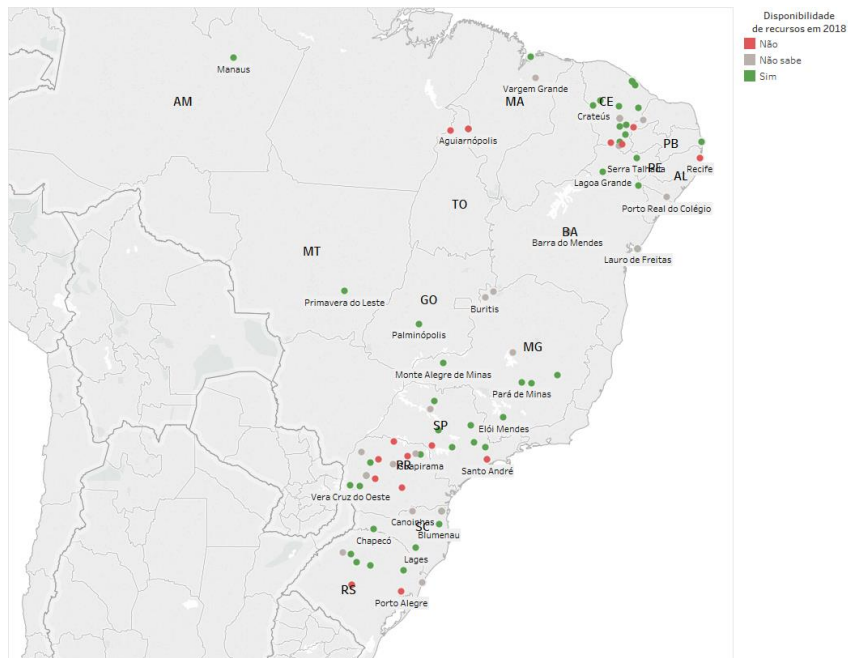 Disponibilidade
de recursos em 2018
Não
Não sabe
Sim
Manaus
AM
MA
Vargem Grande
CE
Crateús
Aguiarnópolis
PB
Serra Talhada
PE
Recife
Lagoa Grande
AL
TO
Porto Real do Colégio
BA
Barra do Mendes
MT
Lauro de Freitas
Primavera do Leste
GO
Buritis
Palminópolis
MG
Monte Alegre de Minas
Pará de Minas
SP
Elói Mendes
PR
Santo André
Vera Cruz do Oeste
Canoinhas
SC
Blumenau
Chapecó
Lages
RS
Porto Alegre